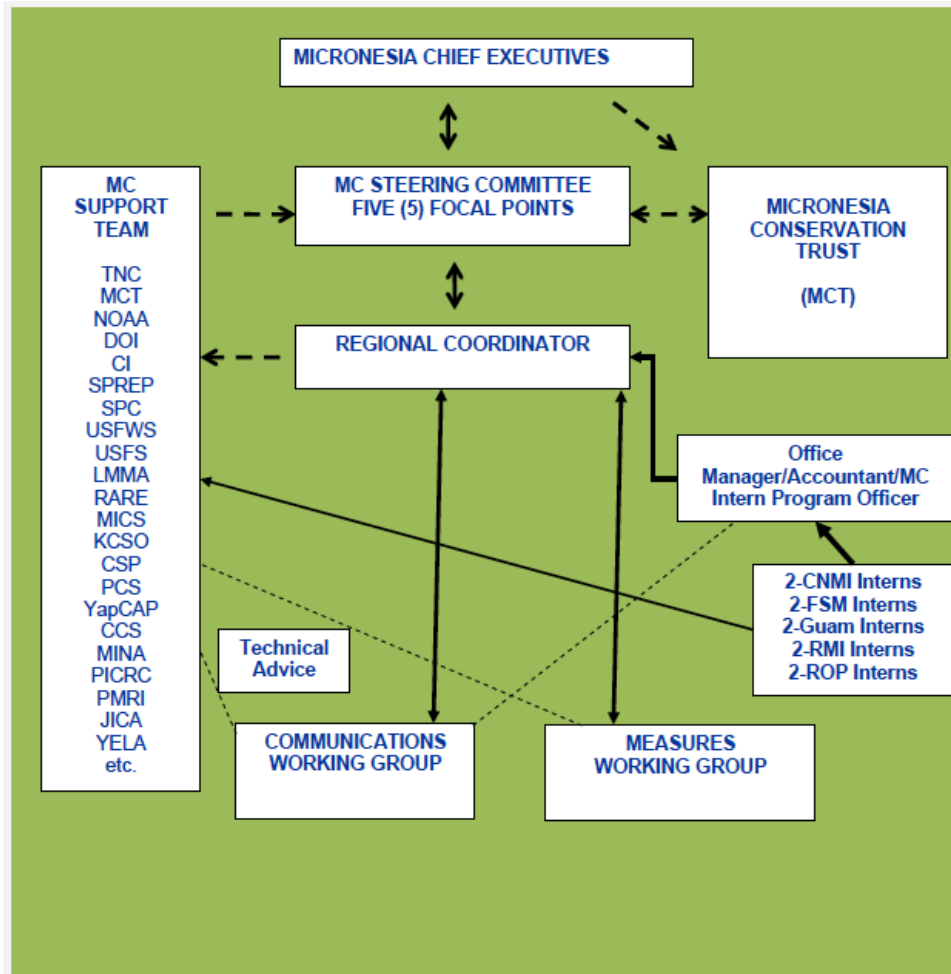 MICRONESIA CHIEF EXECUTIVES
MC
SUPPORT
TEAM
TNC
MCT
NOAA
DOI
CI
SPREP
SPC
USFWS
USFS
LMMA
RARE
MICS
KCSO
CSP
PCS
YapCAP
CCS
MINA
PICRC
PMRI
JICA
YELA
etc.
MC STEERING COMMITTEE
FIVE (5) FOCAL POINTS
MICRONESIA
CONSERVATION
TRUST
(MCT)
REGIONAL COORDINATOR
Office
Manager/Accountant/MC
Intern Program Officer
2-CNMI Interns
2-FSM Interns
2-Guam Interns
2-RMI Interns
2-ROP Interns
Technical
Advice
COMMUNICATIONS
WORKING GROUP
MEASURES
WORKING GROUP